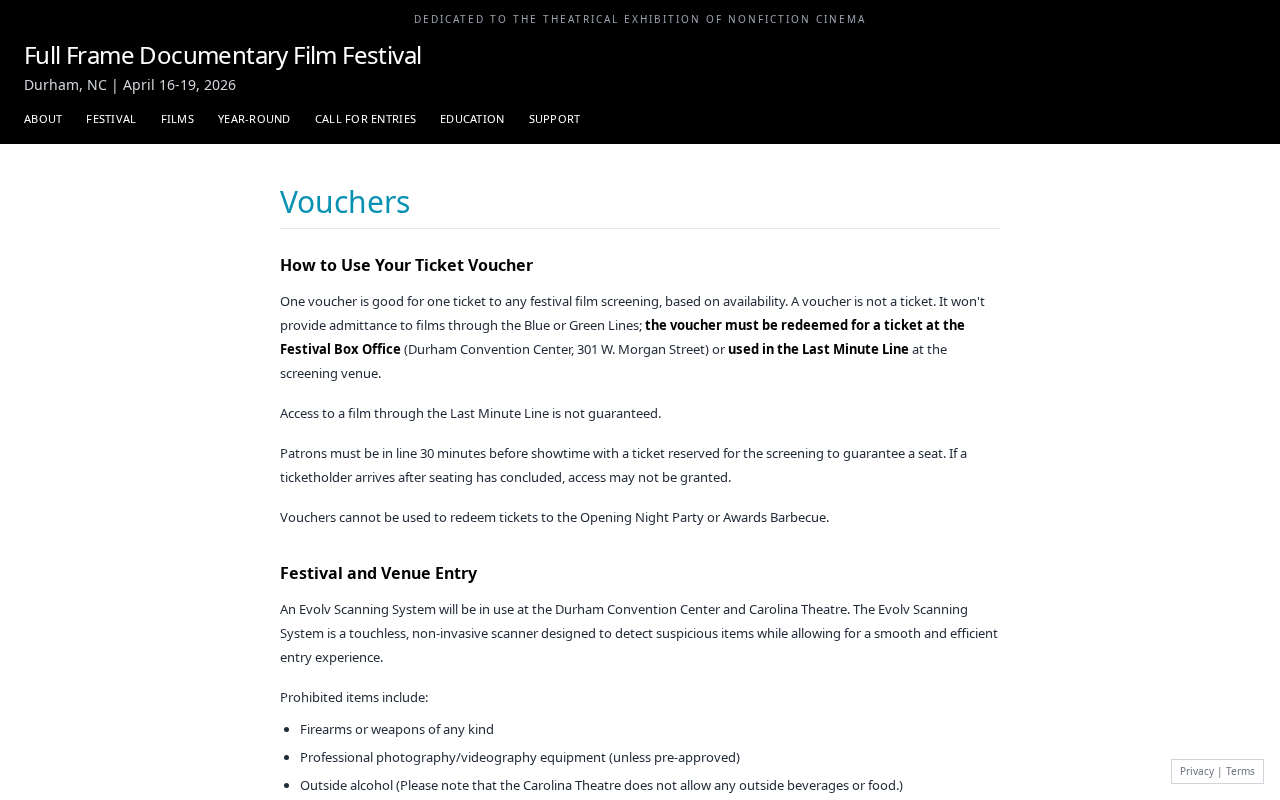 DEDICATED TO THE THEATRICAL EXHIBITION OF NONFICTION CINEMA
Full Frame Documentary Film Festival
Durham, NC | April 16-19, 2026
ABOUT FESTIVAL FILMS YEAR-ROUND CALL FOR ENTRIES EDUCATION SUPPORT
Vouchers
How to Use Your Ticket Voucher
One voucher is good for one ticket to any festival film screening, based on availability. A voucher is not a ticket. It won't
provide admittance to films through the Blue or Green Lines; the voucher must be redeemed for a ticket at the
Festival Box Office (Durham Convention Center, 301 W. Morgan Street) or used in the Last Minute Line at the
screening venue.
Access to a film through the Last Minute Line is not guaranteed.
Patrons must be in line 30 minutes before showtime with a ticket reserved for the screening to guarantee a seat. If a
ticketholder arrives after seating has concluded, access may not be granted.
Vouchers cannot be used to redeem tickets to the Opening Night Party or Awards Barbecue.
Festival and Venue Entry
An Evolv Scanning System will be in use at the Durham Convention Center and Carolina Theatre. The Evolv Scanning
System is a touchless, non-invasive scanner designed to detect suspicious items while allowing for a smooth and efficient
entry experience.
Prohibited items include:
• Firearms or weapons of any kind
• Professional photography/videography equipment (unless pre-approved)
• Outside alcohol (Please note that the Carolina Theatre does not allow any outside beverages or food.)
Privacy | Terms